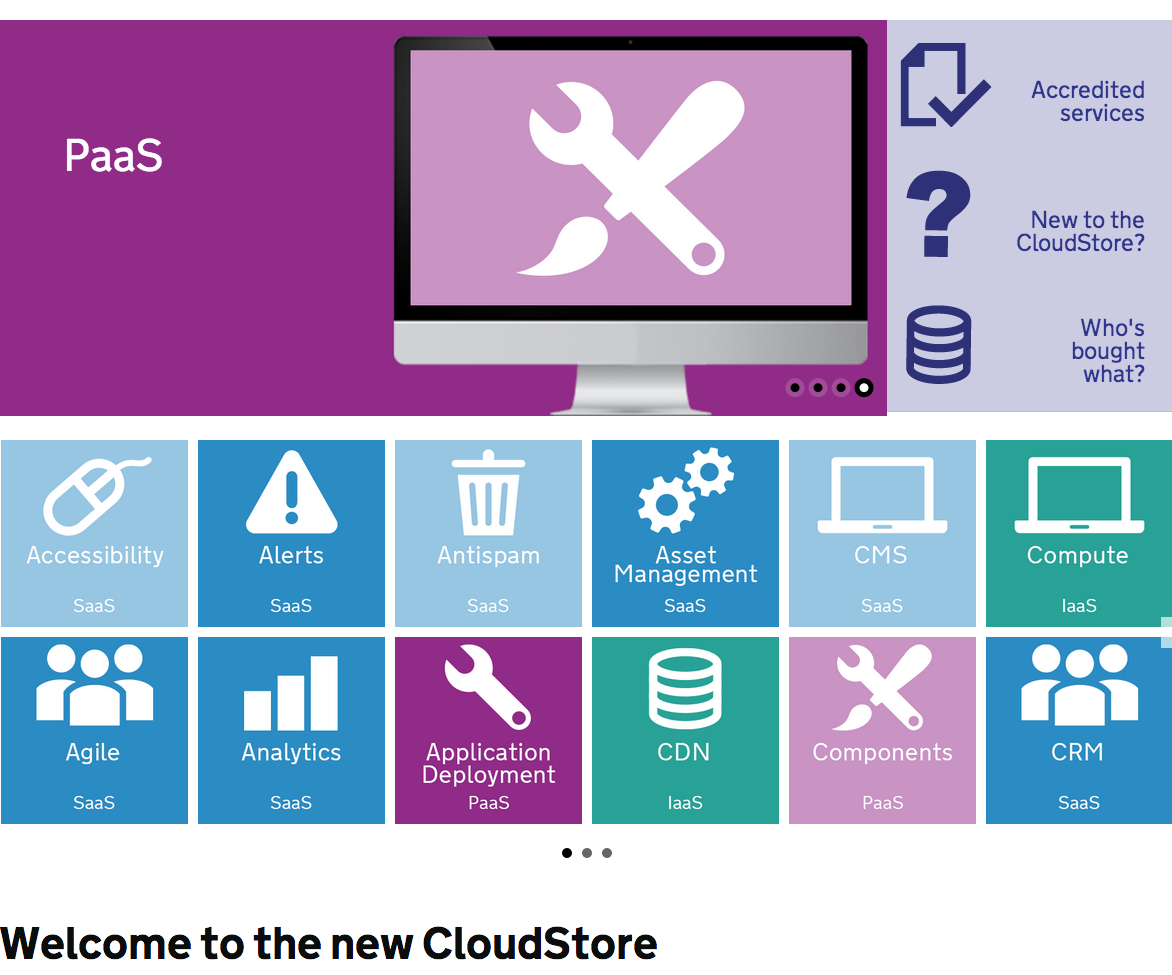 PaaS
Accredited
services
New to the
CloudStore?
Who's
bought
what?
Accessibility
SaaS
Alerts
SaaS
Antispam
SaaS
Asset
Management
SaaS
CMS
SaaS
Compute
IaaS
Agile
SaaS
Analytics
SaaS
Application
Deployment
PaaS
CDN
IaaS
Components
PaaS
CRM
SaaS
Welcome to the new CloudStore